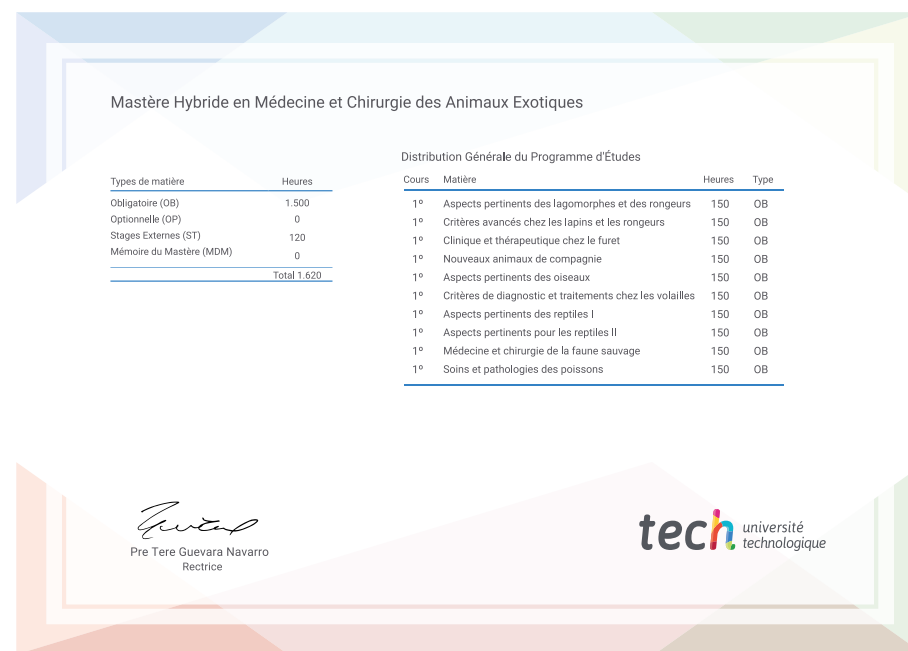 Mastère Hybride en Médecine et Chirurgie des Animaux Exotiques
Types de matière Heures
Obligatoire (OB) 1.500
Optionnelle (OP) 0
Stages Externes (ST) 120
Mémoire du Mastère (MDM) 0
Total 1.620
Distribution Générale du Programme d'Études
Cours Matière Heures Type
1º Aspects pertinents des lagomorphes et des rongeurs 150 OB
1º Critères avancés chez les lapins et les rongeurs 150 OB
1º Clinique et thérapeutique chez le furet 150 OB
1º Nouveaux animaux de compagnie 150 OB
1º Aspects pertinents des oiseaux 150 OB
1º Critères de diagnostic et traitements chez les volailles 150 OB
1º Aspects pertinents des reptiles I 150 OB
1º Aspects pertinents pour les reptiles II 150 OB
1º Médecine et chirurgie de la faune sauvage 150 OB
1º Soins et pathologies des poissons 150 OB
Pre Tere Guevara Navarro
Rectrice
tech université
technologique